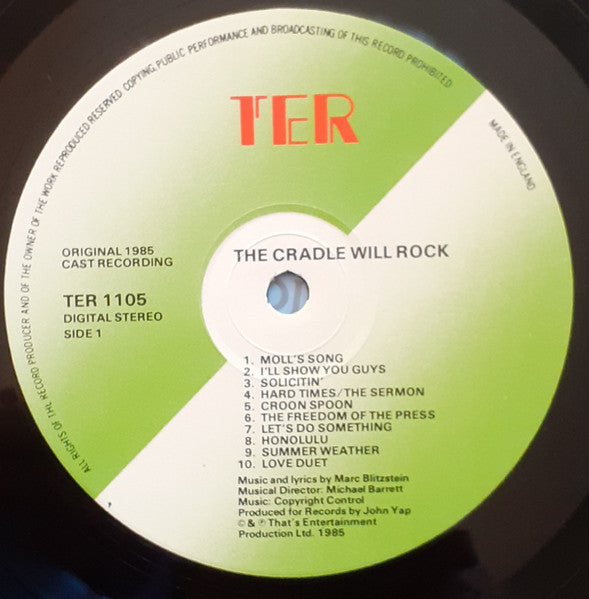 ALL RIGHTS OF THE RECORD PRODUCER AND OF THE OWNER OF THE WORK REPRODUCED RESERVED. COPYING, PUBLIC PERFORMANCE AND BROADCASTING OF THIS RECORD PROHIBITED
MADE IN ENGLAND
TER
ORIGINAL 1985
CAST RECORDING
THE CRADLE WILL ROCK
TER 1105
DIGITAL STEREO
SIDE 1
1. MOLL'S SONG
2. I'LL SHOW YOU GUYS
3. SOLICITIN'
4. HARD TIMES/THE SERMON
5. CROON SPOON
6. THE FREEDOM OF THE PRESS
7. LET'S DO SOMETHING
8. HONOLULU
9. SUMMER WEATHER
10. LOVE DUET
Music and lyrics by Marc Blitzstein
Musical Director: Michael Barrett
Music: Copyright Control
Produced for Records by John Yap
© & ℗ That's Entertainment
Production Ltd. 1985